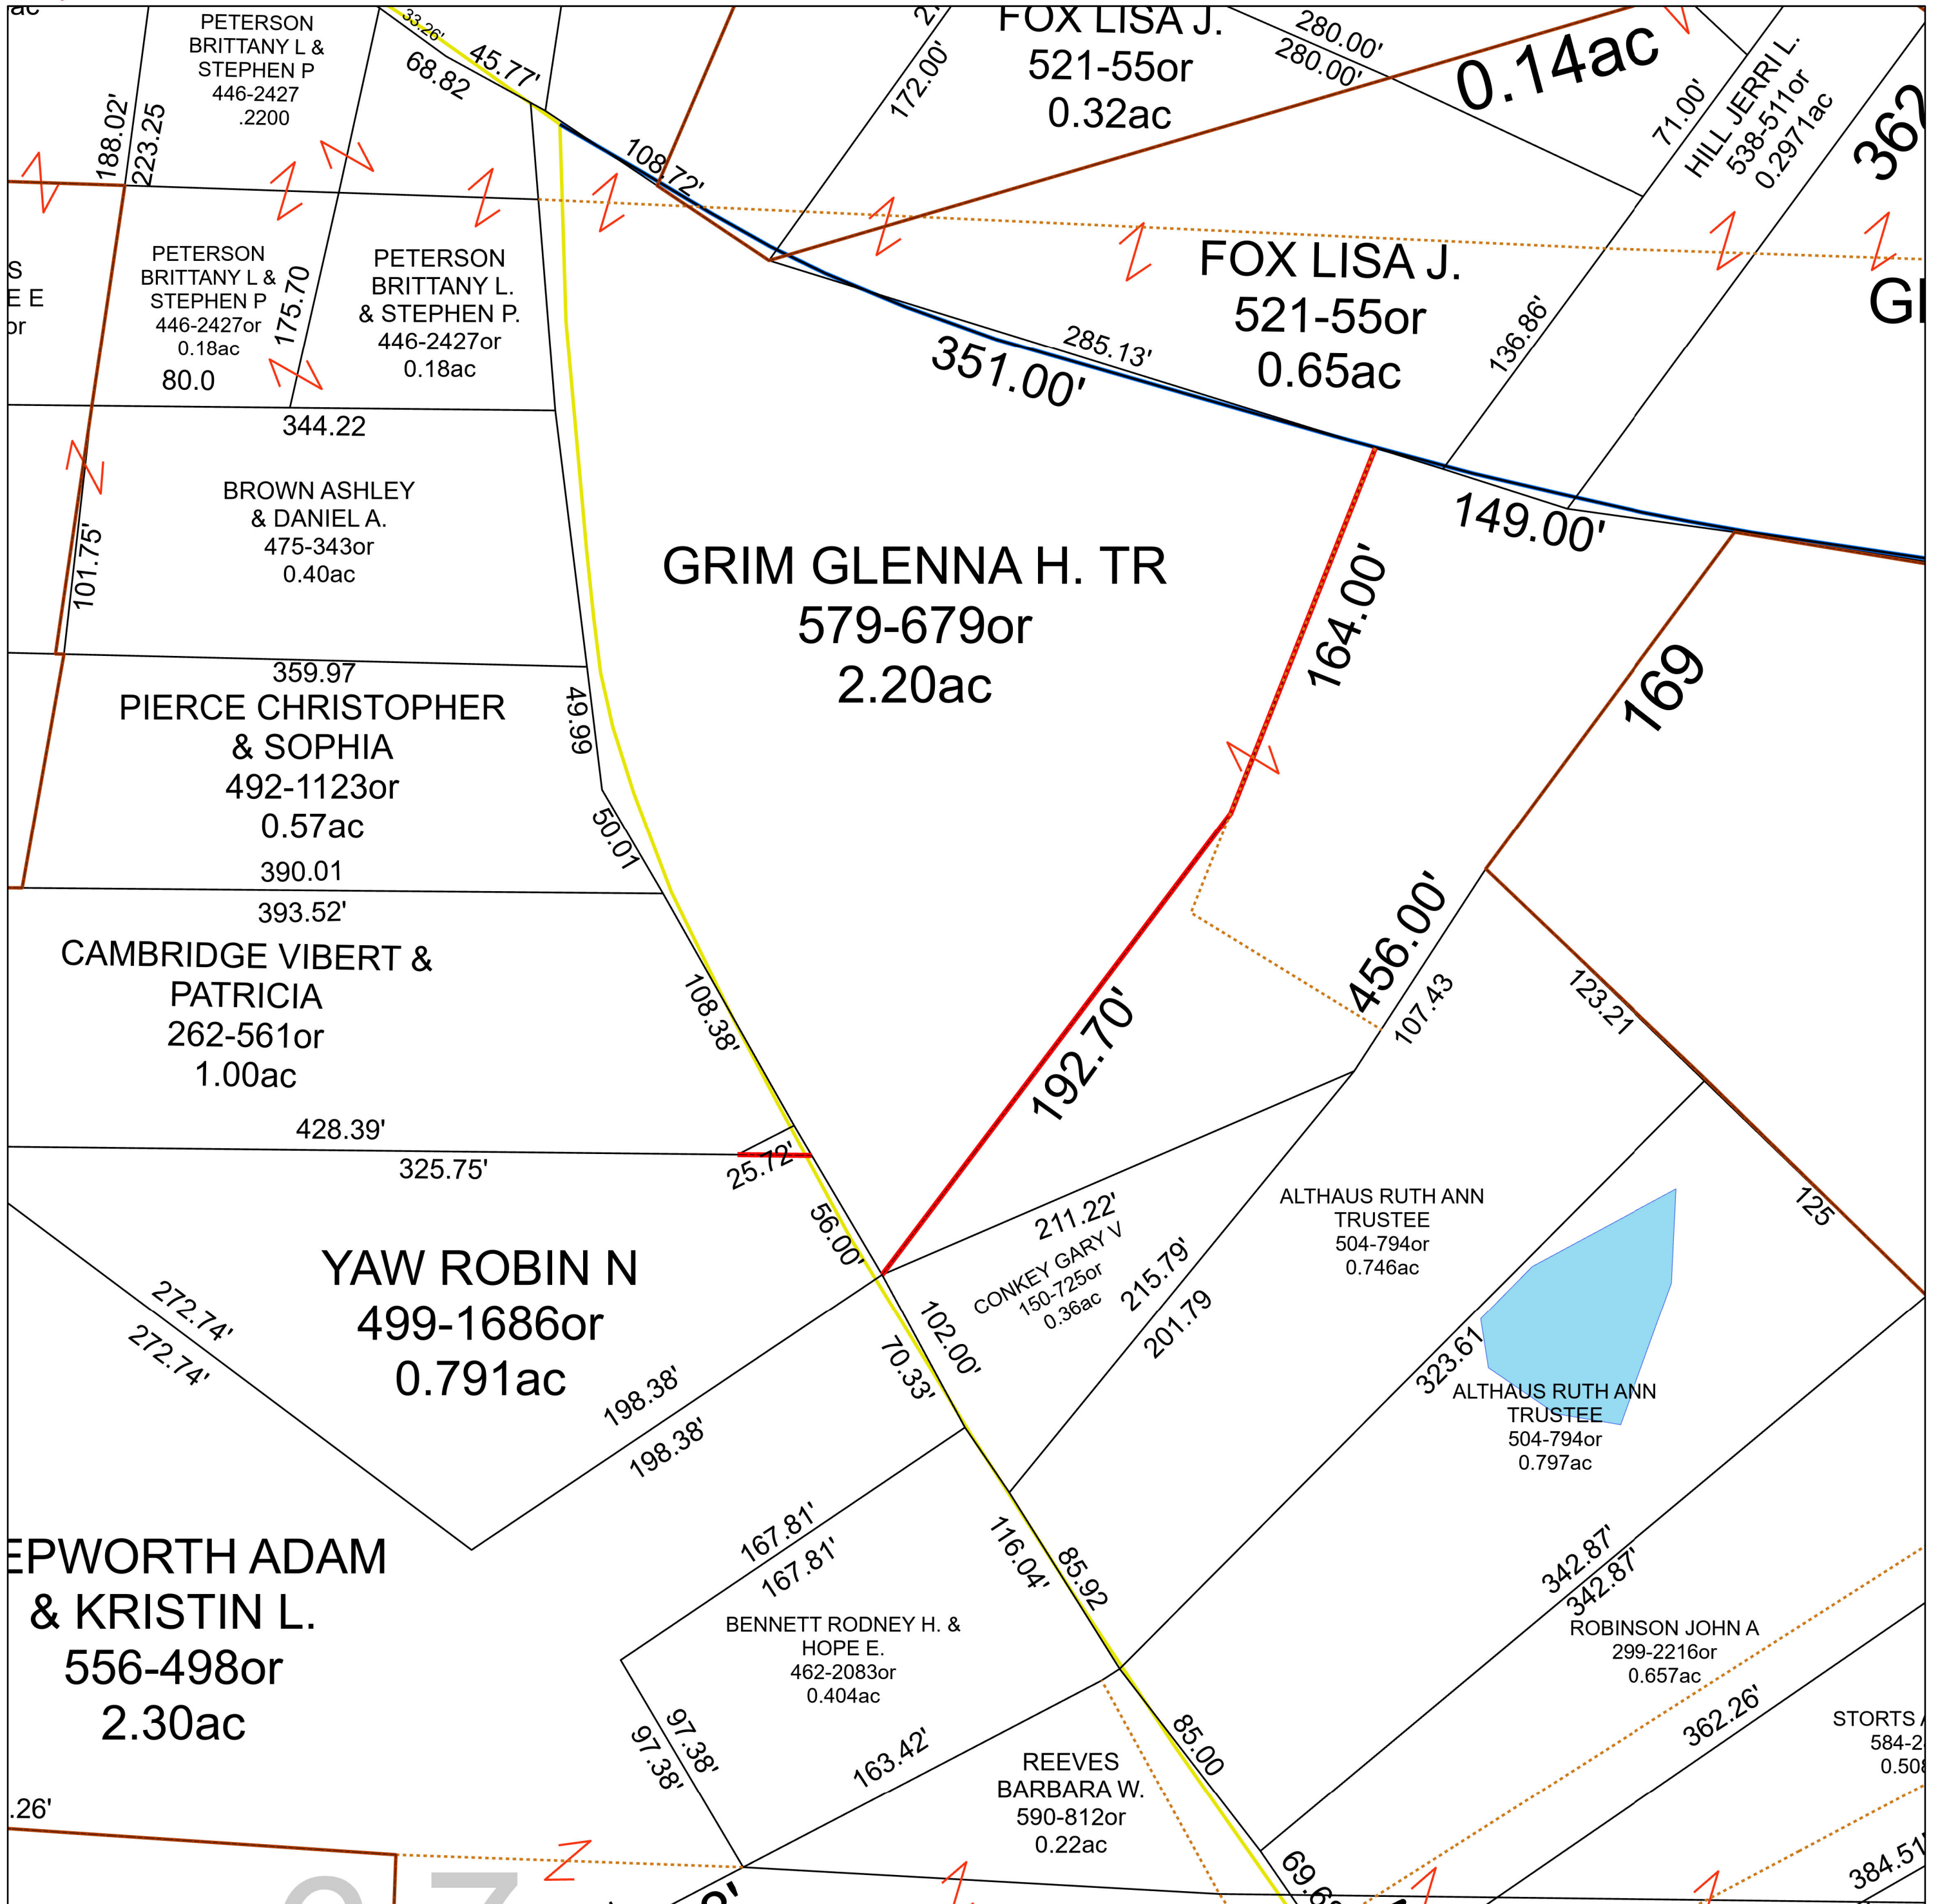 ac
PETERSON
BRITTANY L &
STEPHEN P
446-2427
.2200
33.26'
45.77'
68.82
188.02'
223.25
108.72'
172.00'
FOX LISA J.
521-55or
0.32ac
280.00'
280.00'
0.14ac
71.00'
HILL JERRI L.
538-511or
0.2971ac
362
S
E E
or
PETERSON
BRITTANY L &
STEPHEN P
446-2427or
0.18ac
80.0
175.70
PETERSON
BRITTANY L.
& STEPHEN P.
446-2427or
0.18ac
FOX LISA J.
521-55or
0.65ac
136.86'
285.13'
351.00'
149.00'
344.22
BROWN ASHLEY
& DANIEL A.
475-343or
0.40ac
101.75'
GRIM GLENNA H. TR
579-679or
2.20ac
164.00'
169
359.97
PIERCE CHRISTOPHER
& SOPHIA
492-1123or
0.57ac
390.01
49.99
50.01
393.52'
CAMBRIDGE VIBERT &
PATRICIA
262-561or
1.00ac
428.39'
108.38'
192.70'
456.00'
107.43
123.21
125
325.75'
25.72'
56.00'
YAW ROBIN N
499-1686or
0.791ac
272.74'
272.74'
198.38'
198.38'
102.00'
70.33'
211.22'
CONKEY GARY V
150-725or
0.36ac
215.79'
201.79
ALTHAUS RUTH ANN
TRUSTEE
504-794or
0.746ac
323.61
ALTHAUS RUTH ANN
TRUSTEE
504-794or
0.797ac
EPWORTH ADAM
& KRISTIN L.
556-498or
2.30ac
167.81'
167.81'
116.04'
85.92
BENNETT RODNEY H. &
HOPE E.
462-2083or
0.404ac
97.38'
97.38'
163.42'
REEVES
BARBARA W.
590-812or
0.22ac
85.00
342.87'
342.87'
ROBINSON JOHN A
299-2216or
0.657ac
362.26'
STORTS
584-2
0.508
384.51'
.26'